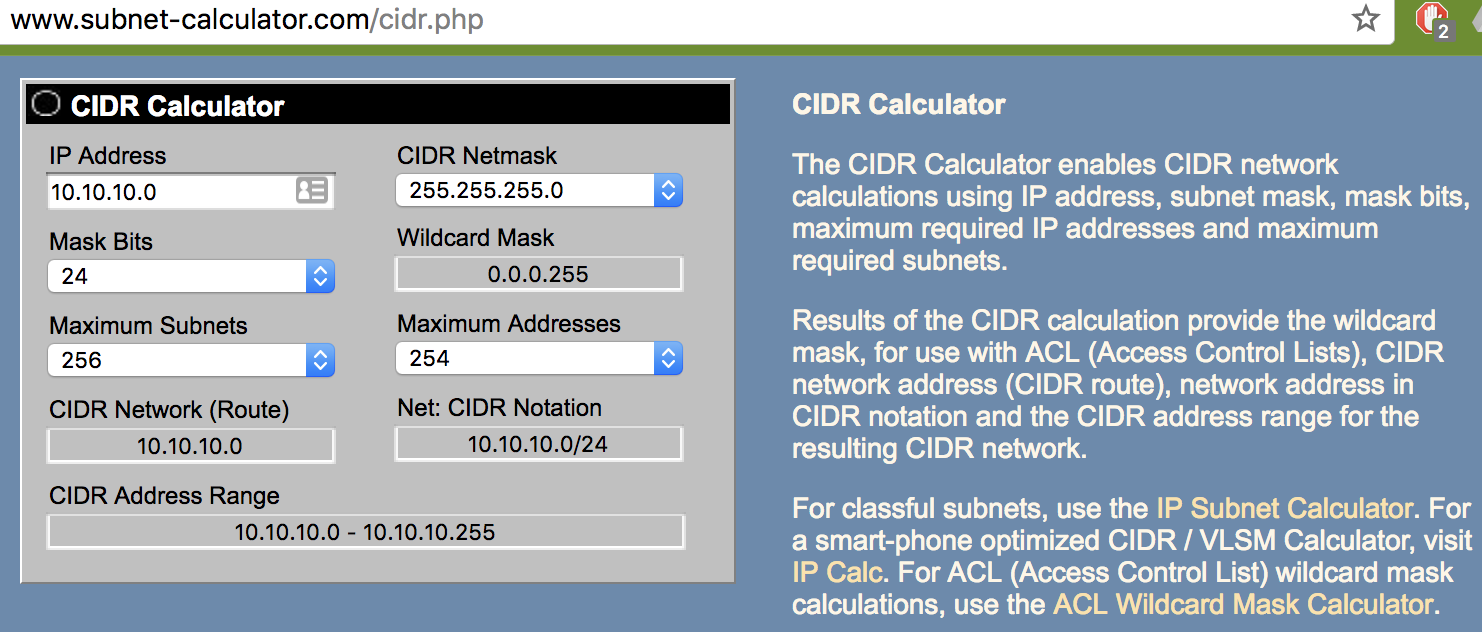 www.subnet-calculator.com/cidr.php
2
CIDR Calculator
IP Address
CIDR Netmask
10.10.10.0
255.255.255.0
Mask Bits
Wildcard Mask
24
0.0.0.255
Maximum Subnets
Maximum Addresses
256
254
CIDR Network (Route)
Net: CIDR Notation
10.10.10.0
10.10.10.0/24
CIDR Address Range
10.10.10.0 - 10.10.10.255
CIDR Calculator
The CIDR Calculator enables CIDR network
calculations using IP address, subnet mask, mask bits,
maximum required IP addresses and maximum
required subnets.
Results of the CIDR calculation provide the wildcard
mask, for use with ACL (Access Control Lists), CIDR
network address (CIDR route), network address in
CIDR notation and the CIDR address range for the
resulting CIDR network.
For classful subnets, use the IP Subnet Calculator. For
a smart-phone optimized CIDR / VLSM Calculator, visit
IP Calc. For ACL (Access Control List) wildcard mask
calculations, use the ACL Wildcard Mask Calculator.